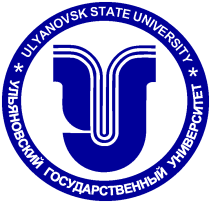 ULYANOVSK STATE UNIVERSITY
УЛЬЯНОВСКИЙ ГОСУДАРСТВЕННЫЙ УНИВЕРСИТЕТ